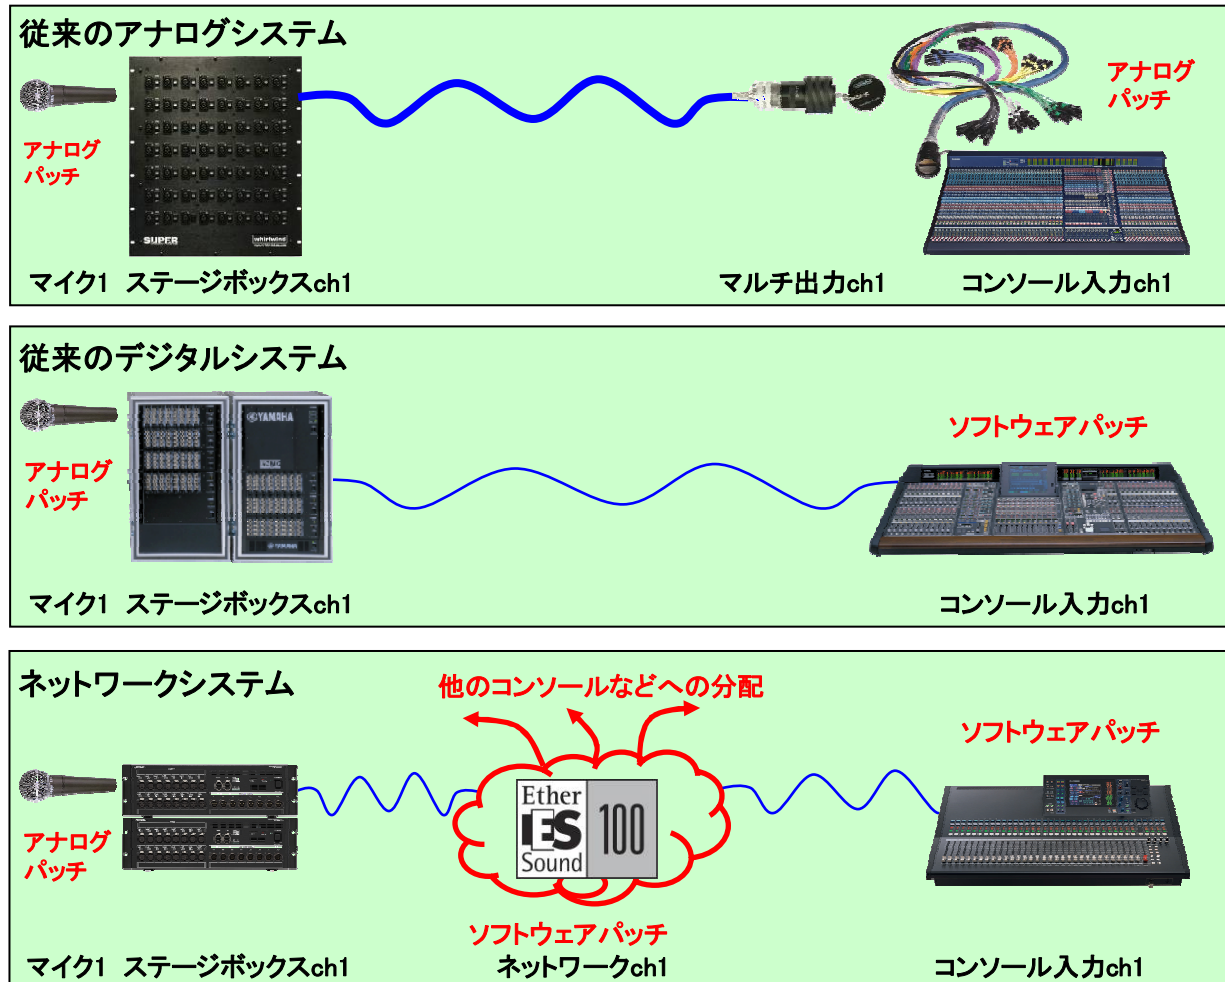 従来のアナログシステム
アナログ
パッチ
アナログ
パッチ
SUPER
whirlwind
マイク1 ステージボックスch1
マルチ出力ch1
コンソール入力ch1
従来のデジタルシステム
YAMAHA
ソフトウェアパッチ
アナログ
パッチ
マイク1 ステージボックスch1
コンソール入力ch1
ネットワークシステム
他のコンソールなどへの分配
ソフトウェアパッチ
Ether
ES
Sound
100
アナログ
パッチ
ソフトウェアパッチ
マイク1 ステージボックスch1
ネットワークch1
コンソール入力ch1